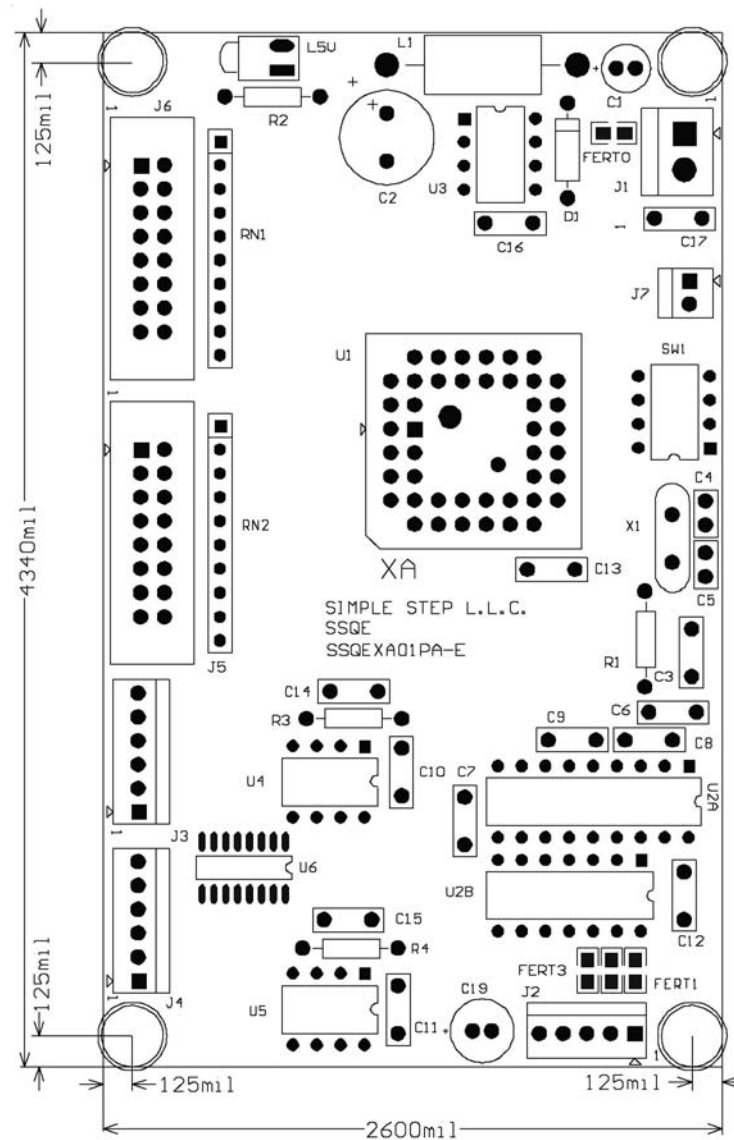 125mil
L5V
L1
+
C1
J6
1
R2
+
+
C2
U3
D1
FERT0
J1
1
RN1
C16
1
C17
J7
U1
SW1
1
4340mil
RN2
C4
X1
C5
XA
C13
SIMPLE STEP L.L.C.
SSQE
SSQEXA01PA-E
J5
R1
C3
C14
R3
C6
C9
C8
U4
C10
C7
U2A
1
J3
U6
U2B
C15
R4
C12
125mil
FERT3
FERT1
C19
J2
1
J4
U5
C11
+
1
125mil
125mil
2600mil